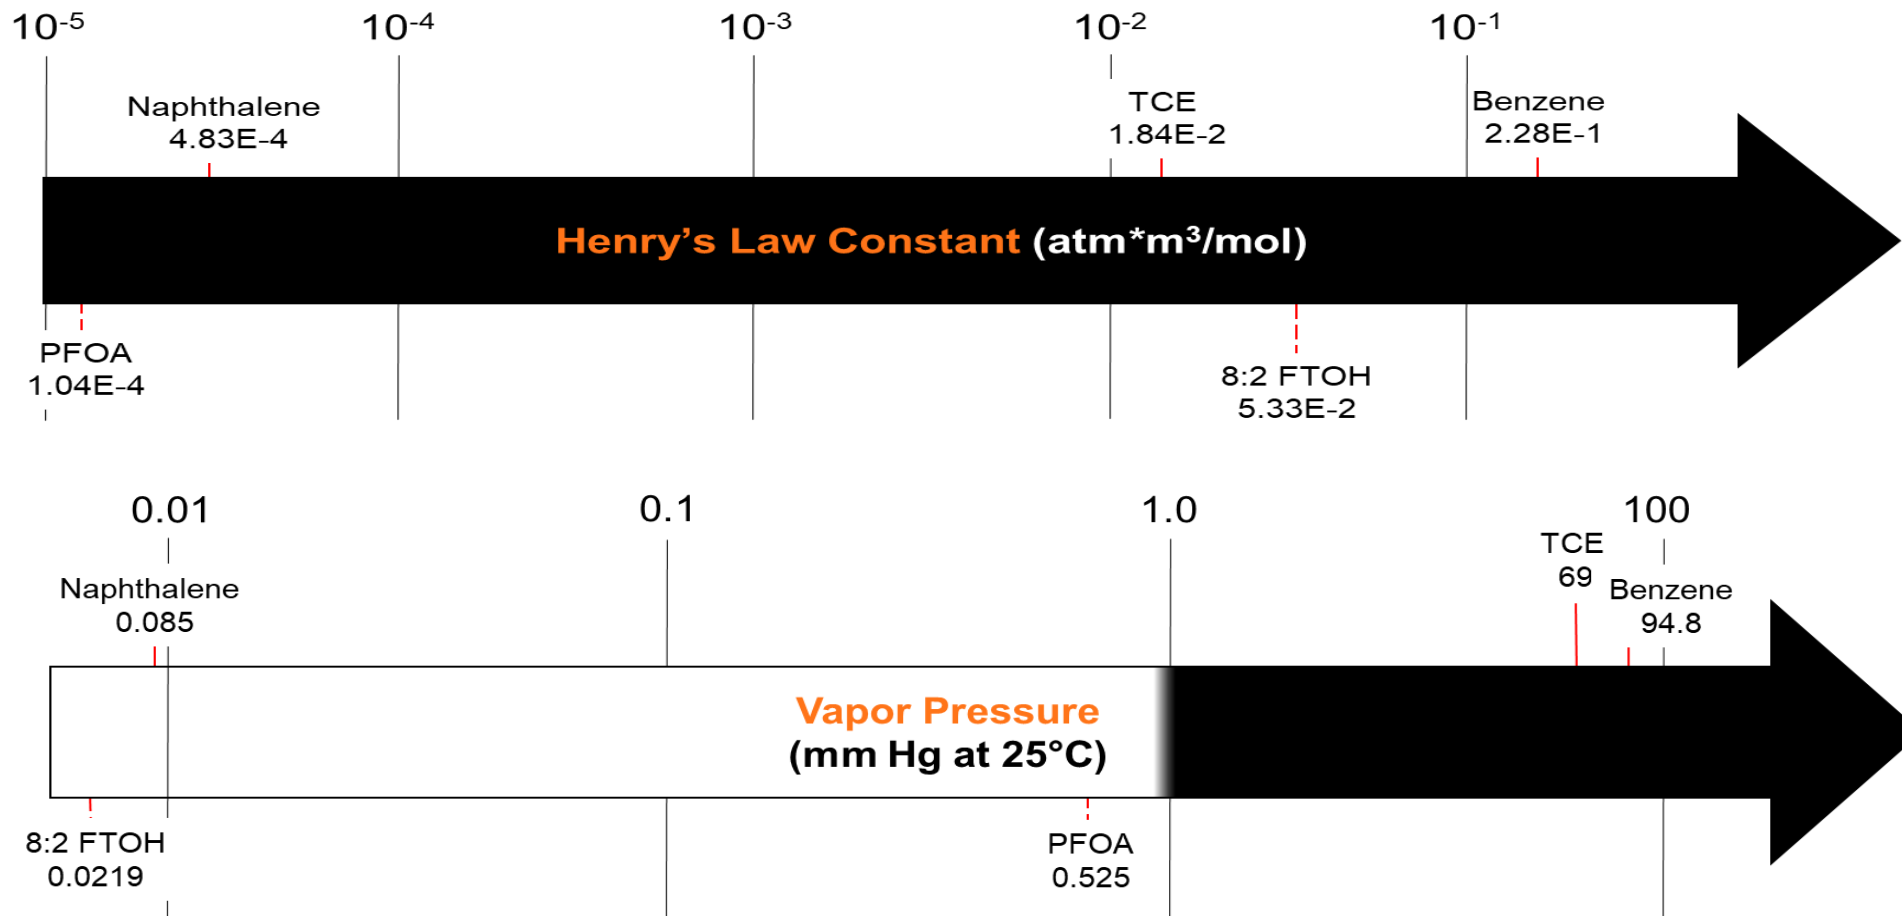 10⁻⁵ 10⁻⁴ 10⁻³ 10⁻² 10⁻¹
Naphthalene
4.83E-4
TCE
1.84E-2
Benzene
2.28E-1
Henry's Law Constant (atm*m³/mol)
PFOA
1.04E-4
8:2 FTOH
5.33E-2
0.01 0.1 1.0 100
Naphthalene
0.085
TCE
69
Benzene
94.8
Vapor Pressure
(mm Hg at 25°C)
8:2 FTOH
0.0219
PFOA
0.525